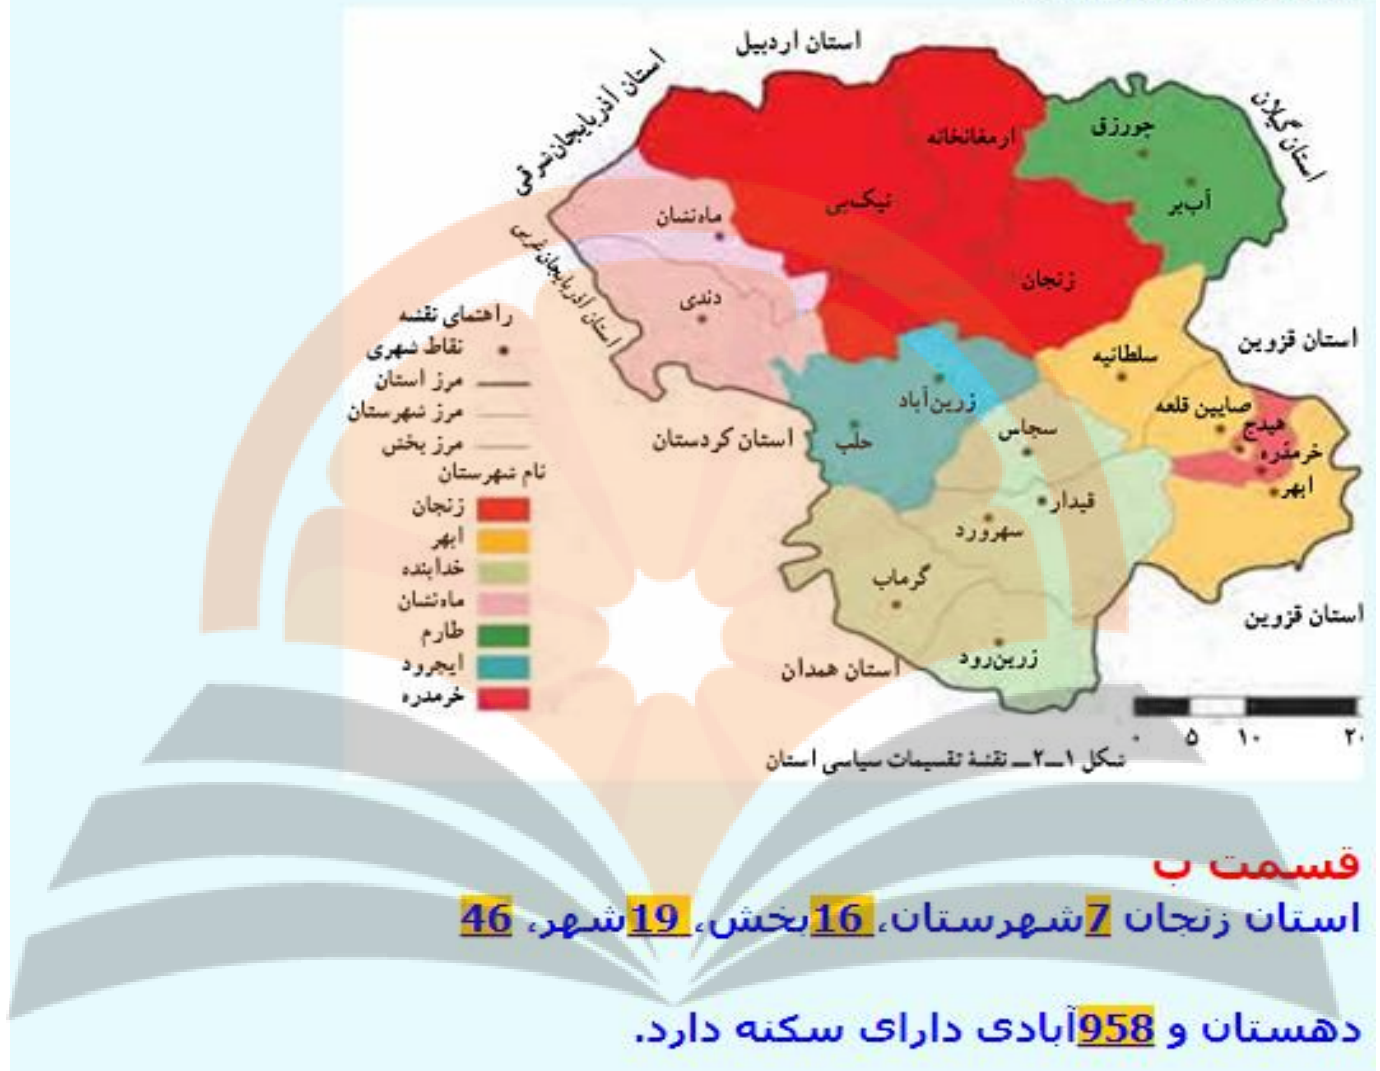 استان اردبیل
استان آذربایجان‌شرقی
استان گیلان
چورزق
ارمغانخانه
آب‌بر
نیک‌پی
ماه‌نشان
استان آذربایجان‌غربی
زنجان
دندی
راهنمای نقشه
نقاط شهری
مرز استان
مرز شهرستان
مرز بخش
نام شهرستان
زنجان
ابهر
خدابنده
ماه‌نشان
طارم
ایجرود
خرمدره
استان قزوین
سلطانیه
زرین‌آباد
صایین قلعه
هیدج
سجاس
حلب
استان کردستان
خرمدره
ابهر
قیدار
سهرورد
گرماب
استان قزوین
زرین‌رود
استان همدان
۰ ۵ ۱۰ ۲۰
شکل ۱ــ۲ــ نقشهٔ تقسیمات سیاسی استان
قسمت ب
استان زنجان 7شهرستان، 16بخش، 19شهر، 46
دهستان و 958آبادی دارای سکنه دارد.